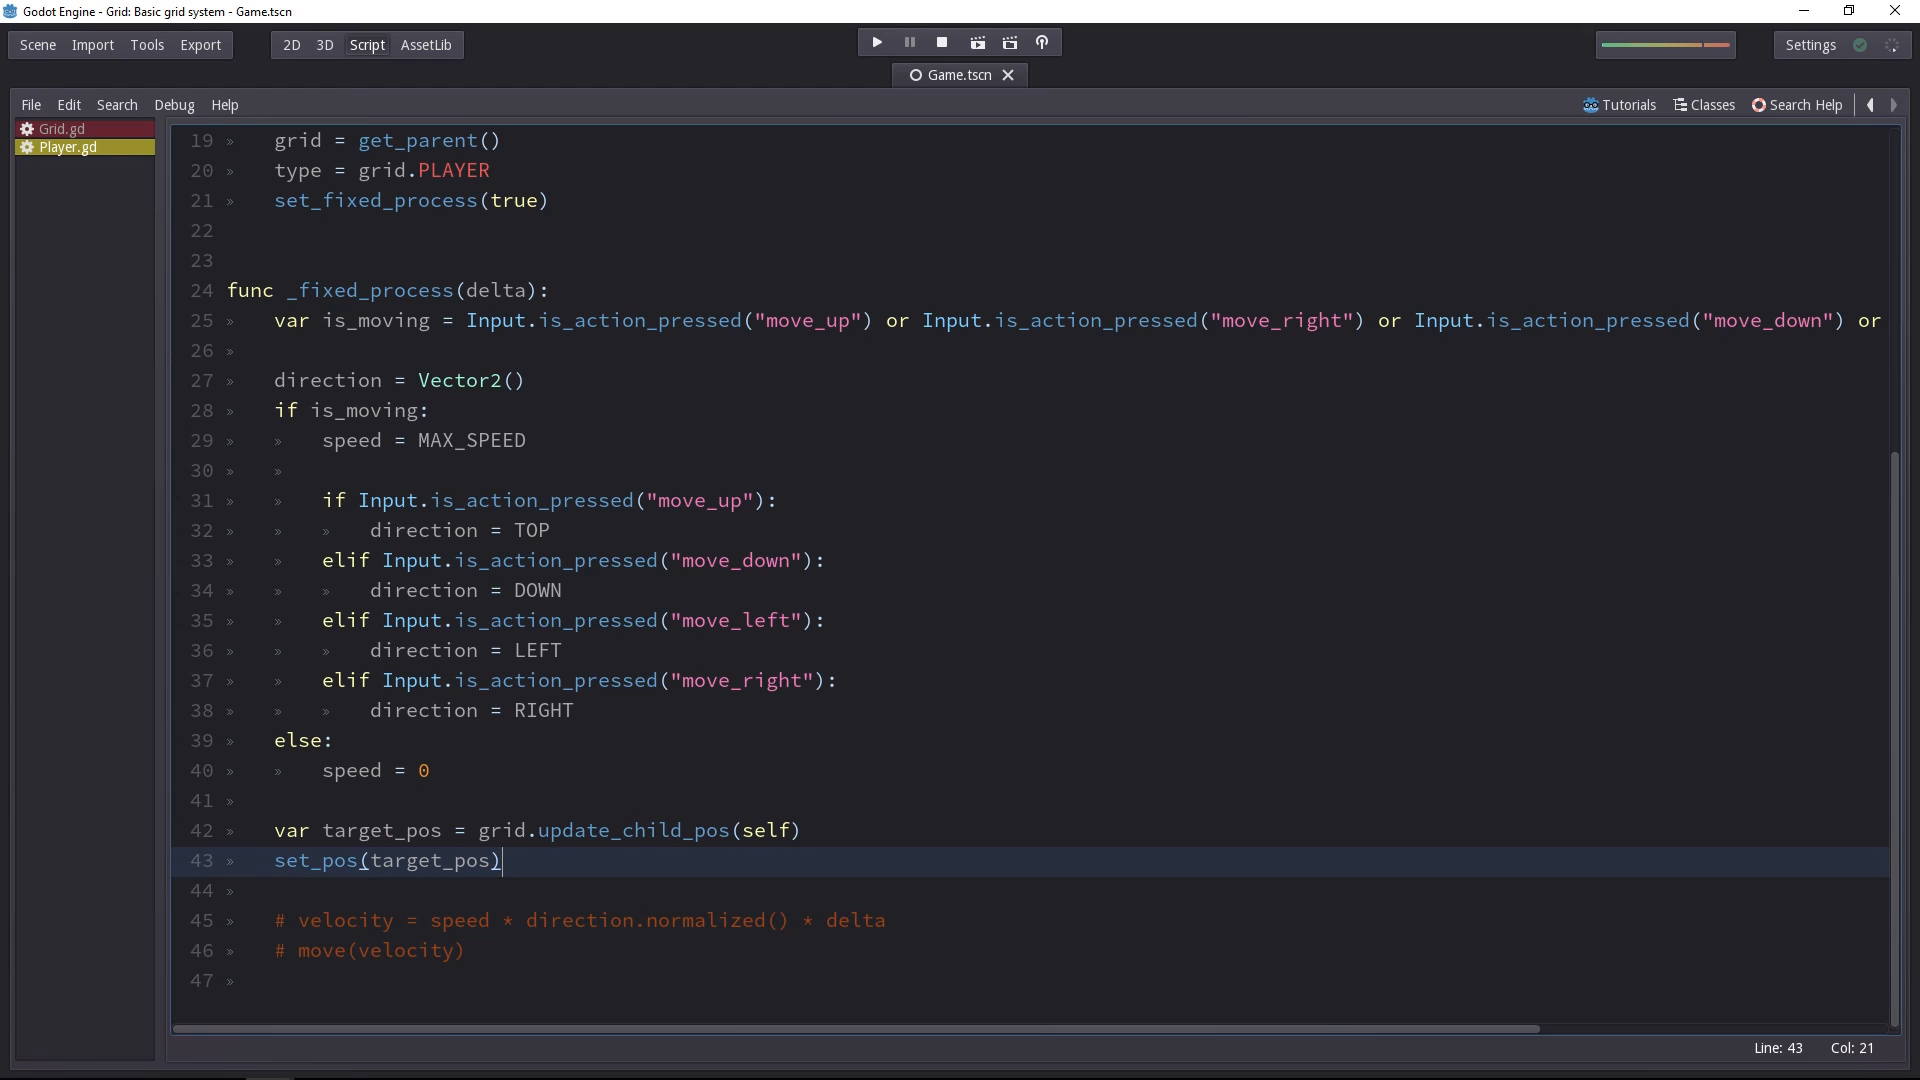 Godot Engine - Grid: Basic grid system - Game.tscn
Scene Import Tools Export 2D 3D Script AssetLib Settings
Game.tscn
File Edit Search Debug Help Tutorials Classes Search Help
Grid.gd
Player.gd
19 grid = get_parent()
20 type = grid.PLAYER
21 set_fixed_process(true)
22
23
24 func _fixed_process(delta):
25 var is_moving = Input.is_action_pressed("move_up") or Input.is_action_pressed("move_right") or Input.is_action_pressed("move_down") or
26
27 direction = Vector2()
28 if is_moving:
29 speed = MAX_SPEED
30
31 if Input.is_action_pressed("move_up"):
32 direction = TOP
33 elif Input.is_action_pressed("move_down"):
34 direction = DOWN
35 elif Input.is_action_pressed("move_left"):
36 direction = LEFT
37 elif Input.is_action_pressed("move_right"):
38 direction = RIGHT
39 else:
40 speed = 0
41
42 var target_pos = grid.update_child_pos(self)
43 set_pos(target_pos)
44
45 # velocity = speed * direction.normalized() * delta
46 # move(velocity)
47
Line: 43 Col: 21